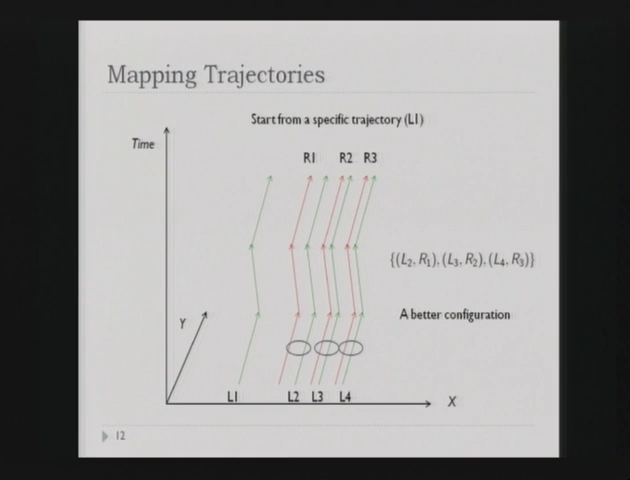 Mapping Trajectories
Start from a specific trajectory (L1)
Time
R1 R2 R3
{(L₂, R₁), (L₃, R₂), (L₄, R₃)}
A better configuration
Y
L1 L2 L3 L4 X
12